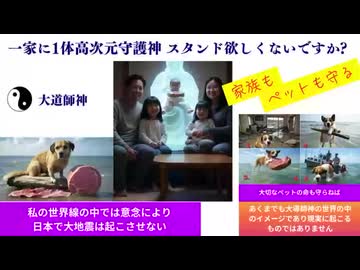 一家に1体高次元守護神 スタンド欲しくないですか?
家族も
ペットも守る
大道師神
大切なペットの命も守らねば
私の世界線の中では意念により
日本で大地震は起こさせない
あくまでも大導師神の世界の中
のイメージであり現実に起こる
ものではありません